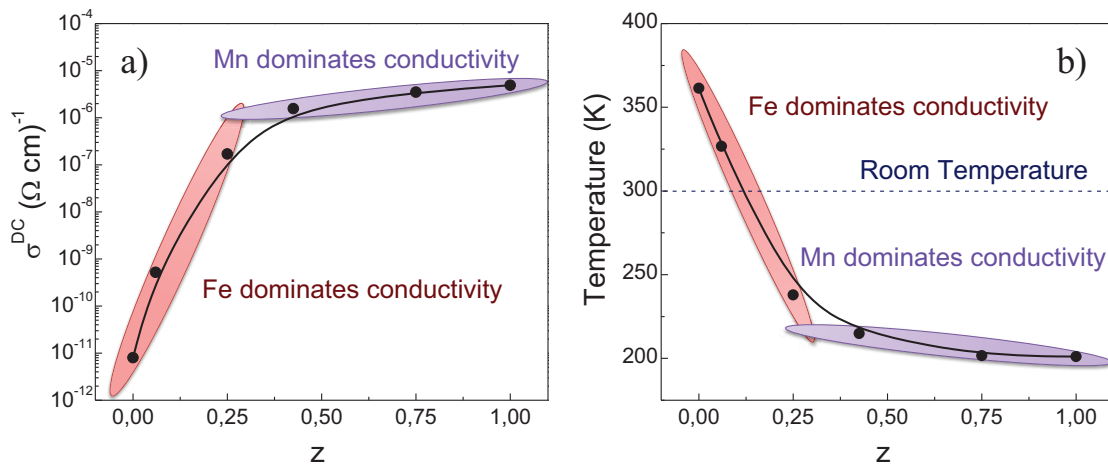 a)
Mn dominates conductivity
Fe dominates conductivity
σ^DC (Ω cm)^-1
10^-4
10^-5
10^-6
10^-7
10^-8
10^-9
10^-10
10^-11
10^-12
0,00 0,25 0,50 0,75 1,00
z
b)
Fe dominates conductivity
Room Temperature
Mn dominates conductivity
Temperature (K)
400
350
300
250
200
0,00 0,25 0,50 0,75 1,00
z